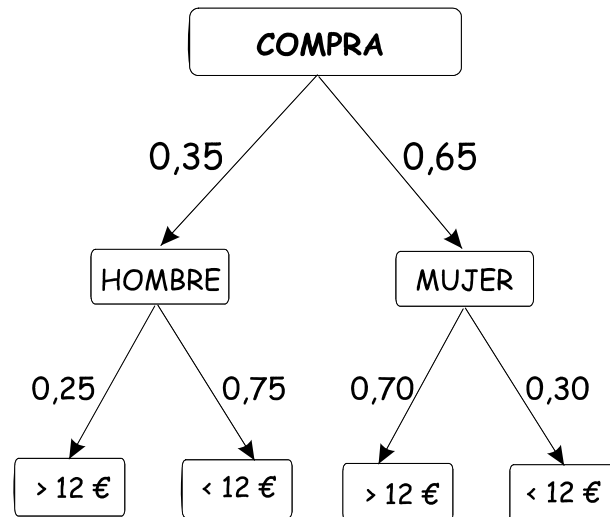 COMPRA
0,35
0,65
HOMBRE
MUJER
0,25
0,75
0,70
0,30
> 12 €
< 12 €
> 12 €
< 12 €